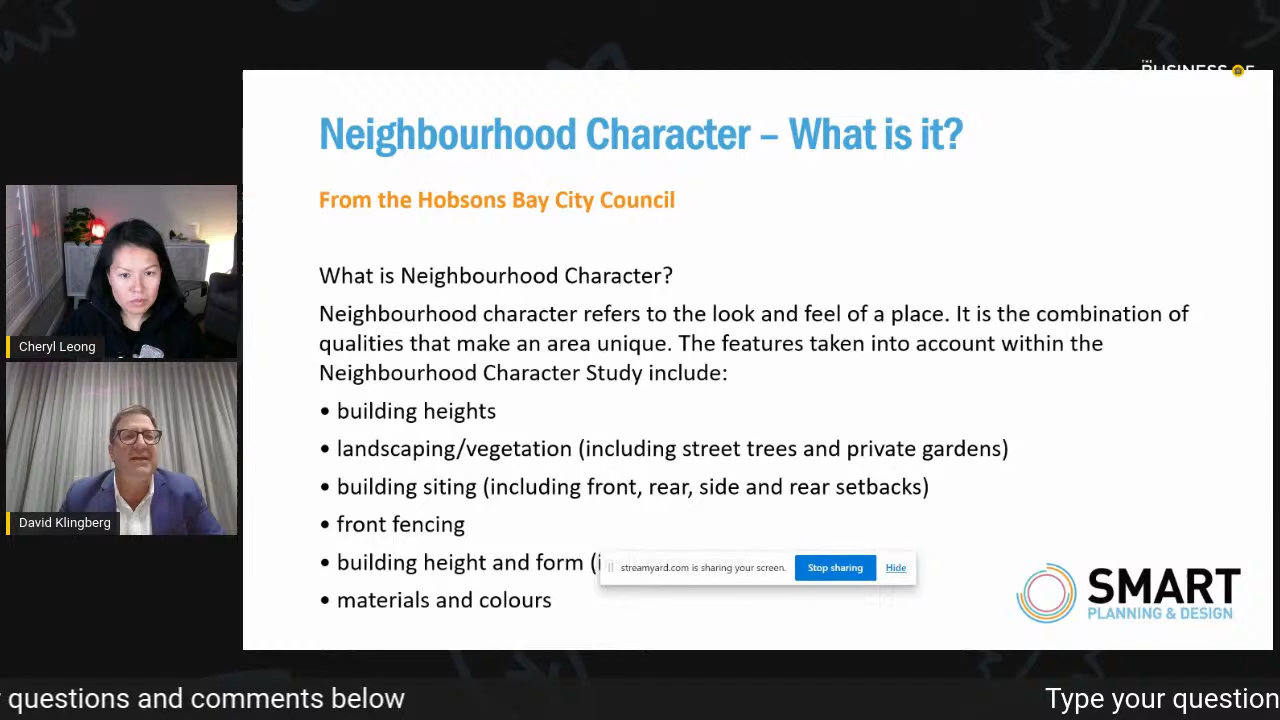 THE
BUSINESS OF
Neighbourhood Character – What is it?
From the Hobsons Bay City Council
What is Neighbourhood Character?
Neighbourhood character refers to the look and feel of a place. It is the combination of
qualities that make an area unique. The features taken into account within the
Neighbourhood Character Study include:
• building heights
• landscaping/vegetation (including street trees and private gardens)
• building siting (including front, rear, side and rear setbacks)
• front fencing
• building height and form (i
streamyard.com is sharing your screen. Stop sharing Hide
• materials and colours
SMART
PLANNING & DESIGN
Cheryl Leong
David Klingberg
questions and comments below
Type your question